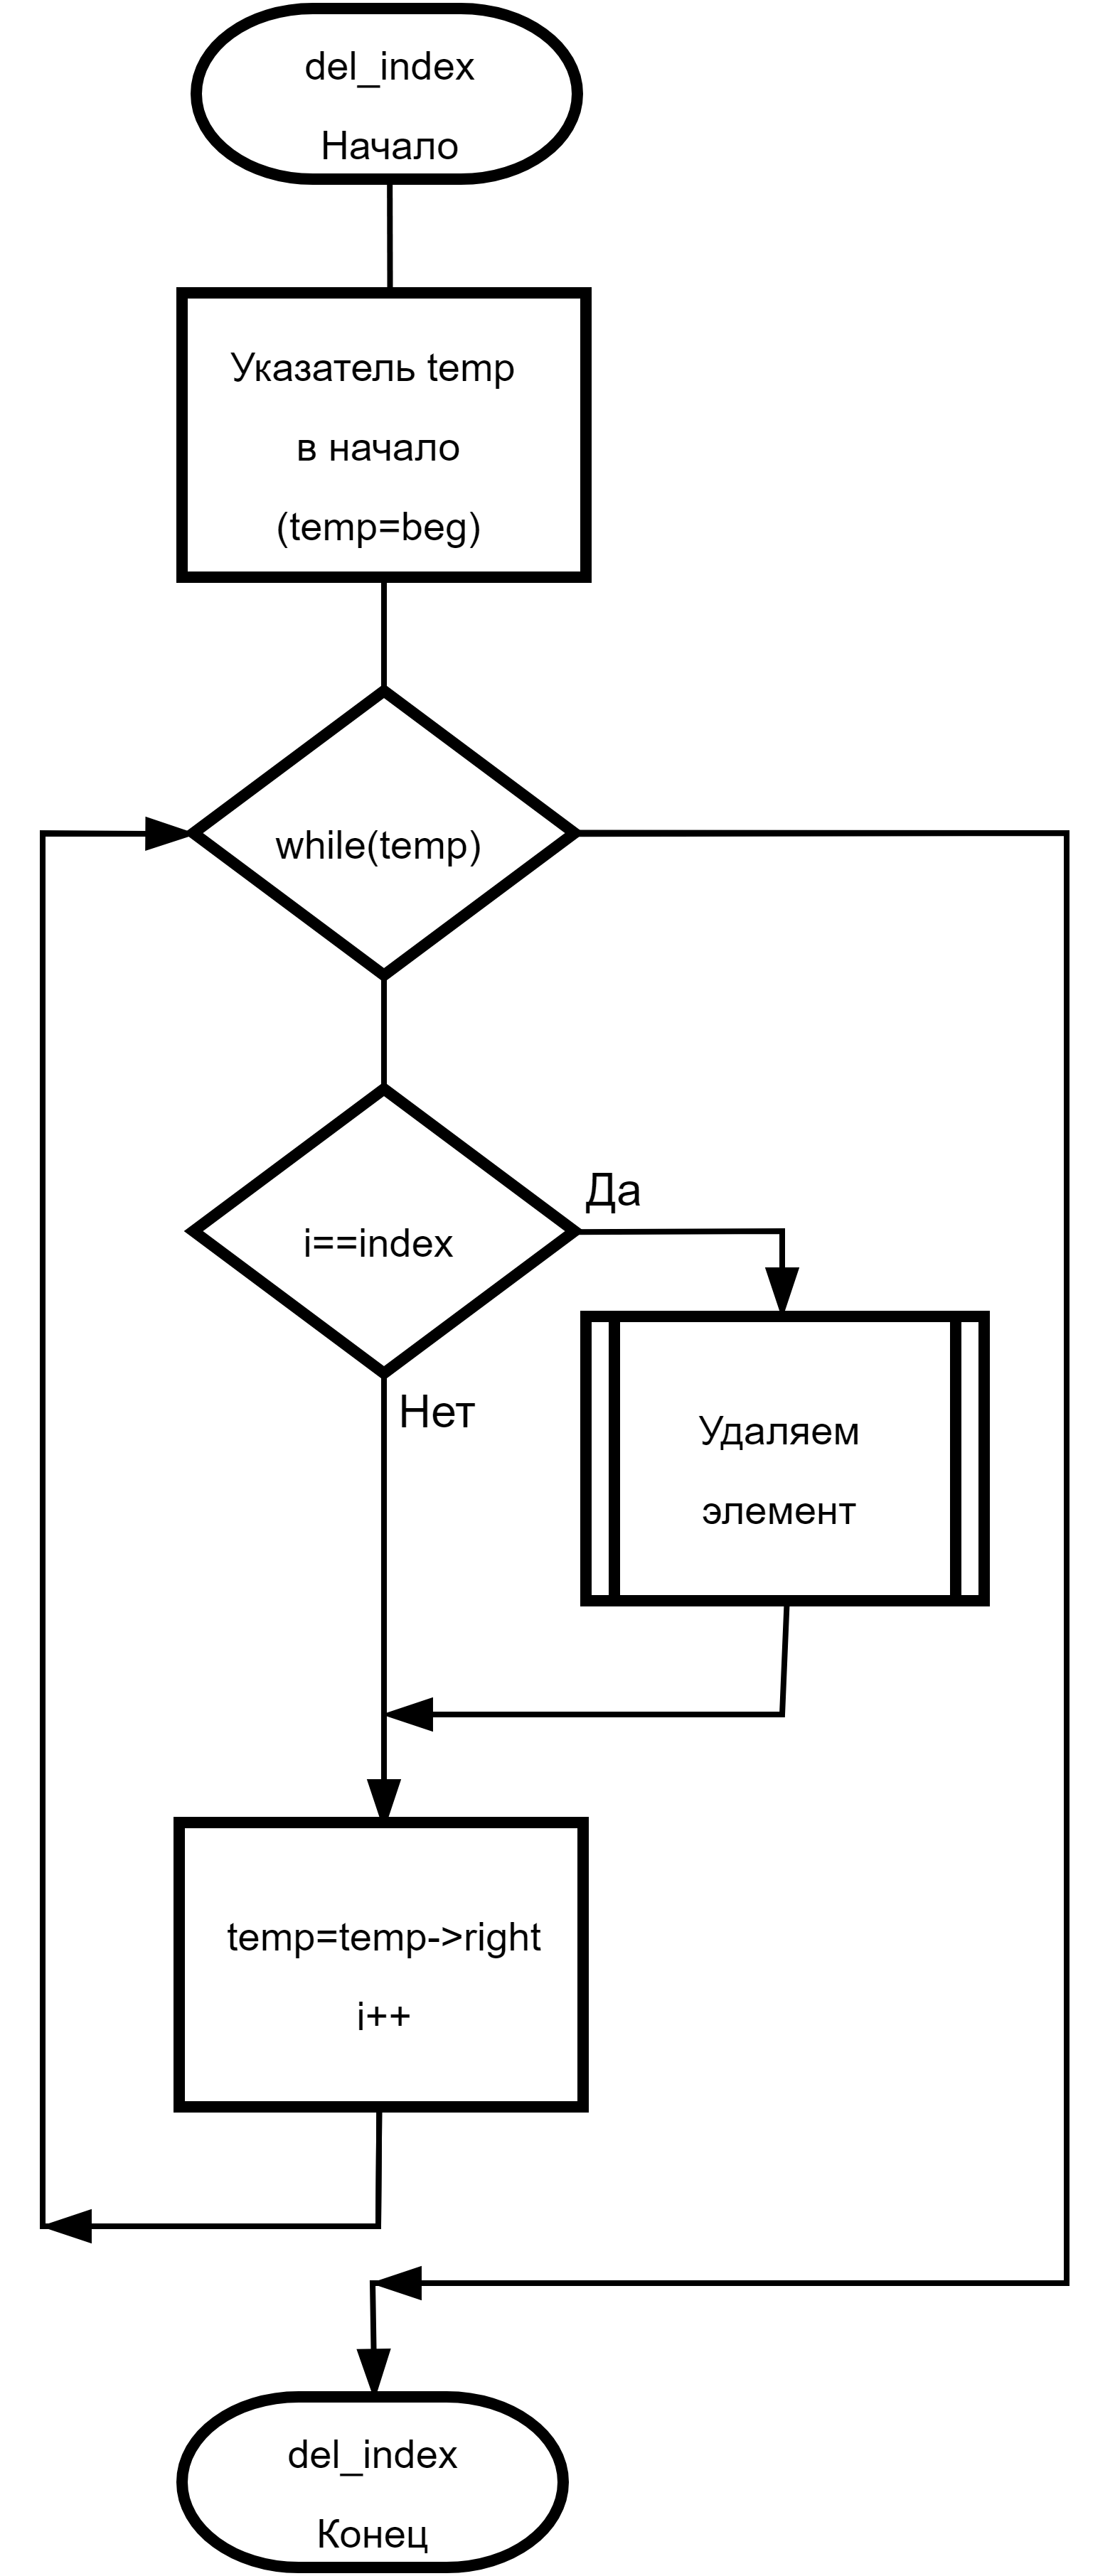 del_index
Начало
Указатель temp
в начало
(temp=beg)
while(temp)
i==index
Да
Нет
Удаляем
элемент
temp=temp->right
i++
del_index
Конец